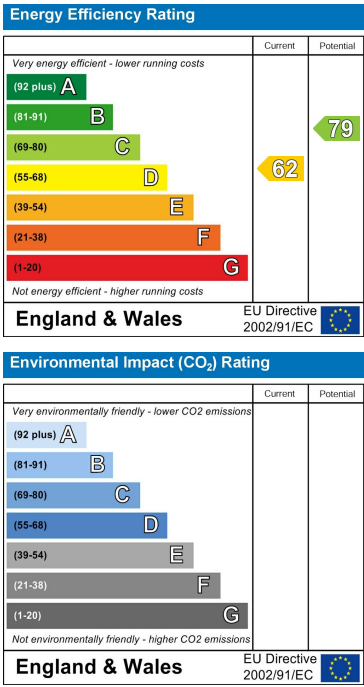 Energy Efficiency Rating
Current Potential
Very energy efficient - lower running costs
(92 plus) A
(81-91) B
(69-80) C
(55-68) D
(39-54) E
(21-38) F
(1-20) G
62
79
Not energy efficient - higher running costs
England & Wales
EU Directive
2002/91/EC
Environmental Impact (CO₂) Rating
Current Potential
Very environmentally friendly - lower CO2 emissions
(92 plus) A
(81-91) B
(69-80) C
(55-68) D
(39-54) E
(21-38) F
(1-20) G
Not environmentally friendly - higher CO2 emissions
England & Wales
EU Directive
2002/91/EC